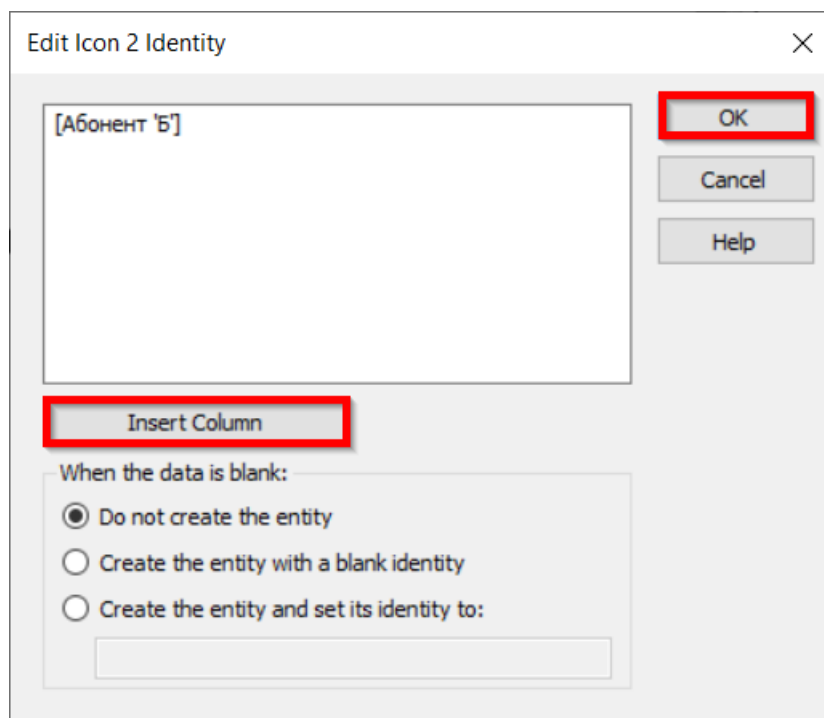 Edit Icon 2 Identity
[Абонент 'Б']
OK
Cancel
Help
Insert Column
When the data is blank:
Do not create the entity
Create the entity with a blank identity
Create the entity and set its identity to: